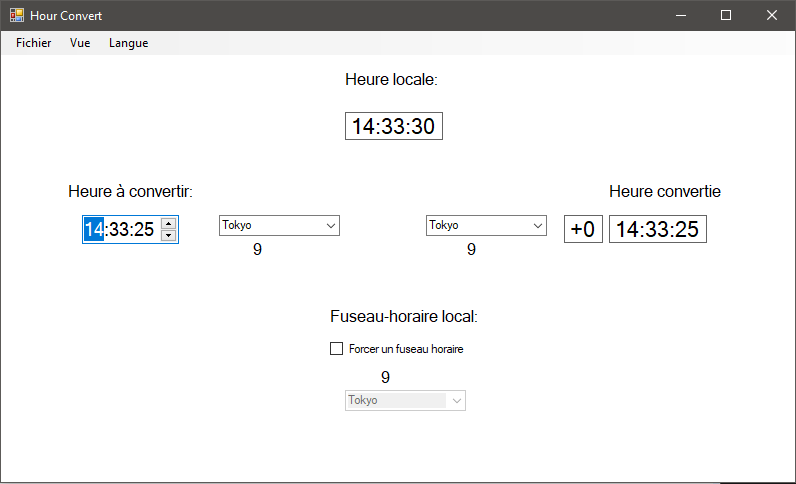 Hour Convert
Fichier Vue Langue
Heure locale:
14:33:30
Heure à convertir: Heure convertie
14:33:25 Tokyo Tokyo +0 14:33:25
9 9
Fuseau-horaire local:
Forcer un fuseau horaire
9
Tokyo